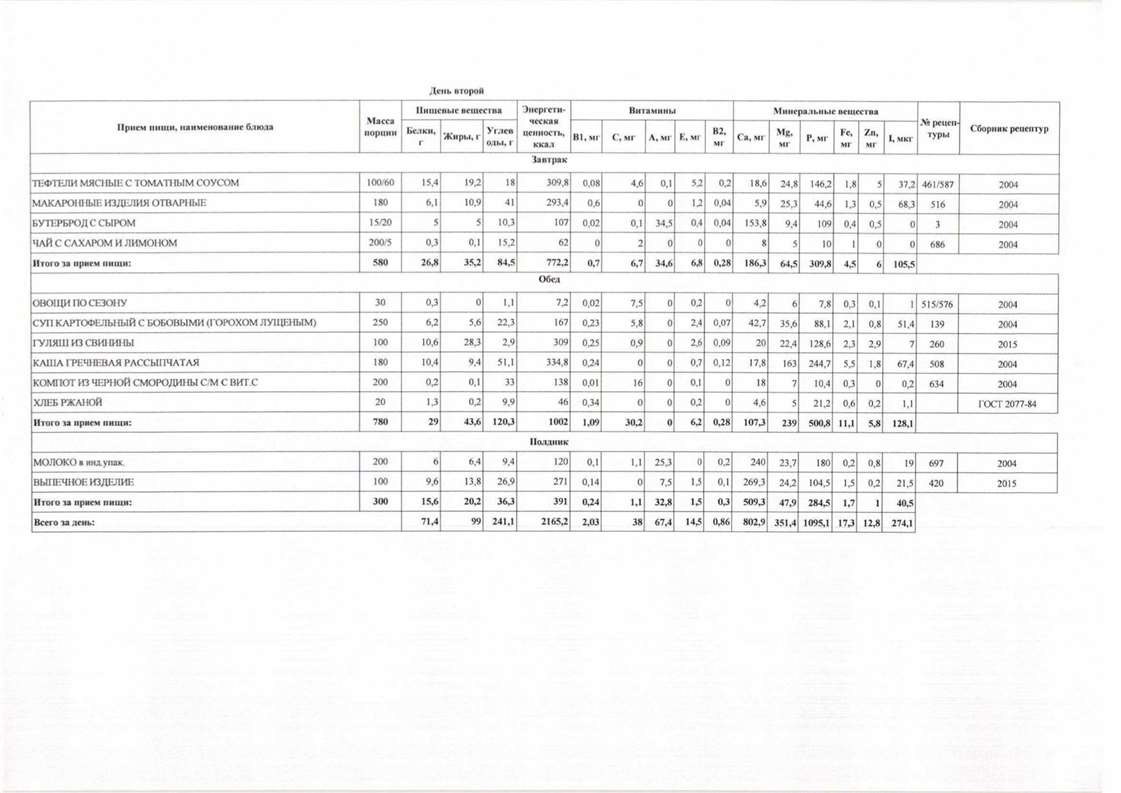 День второй
Прием пищи, наименование блюда Масса порции Пищевые вещества Энергети-ческая ценность, ккал Витамины Минеральные вещества № рецеп-туры Сборник рецептур
Белки, г Жиры, г Углев оды, г В1, мг С, мг А, мг Е, мг В2, мг Са, мг Mg, мг Р, мг Fe, мг Zn, мг I, мкг
Завтрак
ТЕФТЕЛИ МЯСНЫЕ С ТОМАТНЫМ СОУСОМ 100/60 15,4 19,2 18 309,8 0,08 4,6 0,1 5,2 0,2 18,6 24,8 146,2 1,8 5 37,2 461/587 2004
МАКАРОННЫЕ ИЗДЕЛИЯ ОТВАРНЫЕ 180 6,1 10,9 41 293,4 0,6 0 0 1,2 0,04 5,9 25,3 44,6 1,3 0,5 68,3 516 2004
БУТЕРБРОД С СЫРОМ 15/20 5 5 10,3 107 0,02 0,1 34,5 0,4 0,04 153,8 9,4 109 0,4 0,5 0 3 2004
ЧАЙ С САХАРОМ И ЛИМОНОМ 200/5 0,3 0,1 15,2 62 0 2 0 0 0 8 5 10 1 0 0 686 2004
Итого за прием пищи: 580 26,8 35,2 84,5 772,2 0,7 6,7 34,6 6,8 0,28 186,3 64,5 309,8 4,5 6 105,5
Обед
ОВОЩИ ПО СЕЗОНУ 30 0,3 0 1,1 7,2 0,02 7,5 0 0,2 0 4,2 6 7,8 0,3 0,1 1 515/576 2004
СУП КАРТОФЕЛЬНЫЙ С БОБОВЫМИ (ГОРОХОМ ЛУЩЕНЫМ) 250 6,2 5,6 22,3 167 0,23 5,8 0 2,4 0,07 42,7 35,6 88,1 2,1 0,8 51,4 139 2004
ГУЛЯШ ИЗ СВИНИНЫ 100 10,6 28,3 2,9 309 0,25 0,9 0 2,6 0,09 20 22,4 128,6 2,3 2,9 7 260 2015
КАША ГРЕЧНЕВАЯ РАССЫПЧАТАЯ 180 10,4 9,4 51,1 334,8 0,24 0 0 0,7 0,12 17,8 163 244,7 5,5 1,8 67,4 508 2004
КОМПОТ ИЗ ЧЕРНОЙ СМОРОДИНЫ С/М С ВИТ.С 200 0,2 0,1 33 138 0,01 16 0 0,1 0 18 7 10,4 0,3 0 0,2 634 2004
ХЛЕБ РЖАНОЙ 20 1,3 0,2 9,9 46 0,34 0 0 0,2 0 4,6 5 21,2 0,6 0,2 1,1 ГОСТ 2077-84
Итого за прием пищи: 780 29 43,6 120,3 1002 1,09 30,2 0 6,2 0,28 107,3 239 500,8 11,1 5,8 128,1
Полдник
МОЛОКО в инд.упак. 200 6 6,4 9,4 120 0,1 1,1 25,3 0 0,2 240 23,7 180 0,2 0,8 19 697 2004
ВЫПЕЧНОЕ ИЗДЕЛИЕ 100 9,6 13,8 26,9 271 0,14 0 7,5 1,5 0,1 269,3 24,2 104,5 1,5 0,2 21,5 420 2015
Итого за прием пищи: 300 15,6 20,2 36,3 391 0,24 1,1 32,8 1,5 0,3 509,3 47,9 284,5 1,7 1 40,5
Всего за день: 71,4 99 241,1 2165,2 2,03 38 67,4 14,5 0,86 802,9 351,4 1095,1 17,3 12,8 274,1